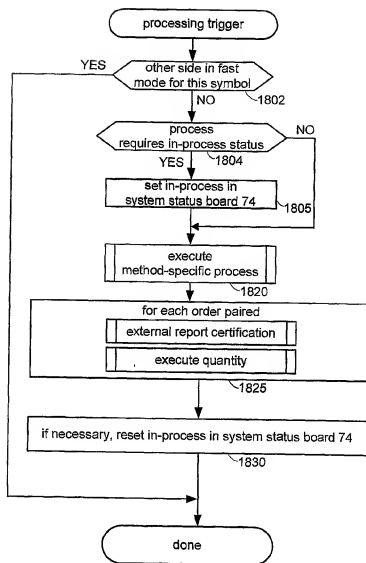 processing trigger
YES
other side in fast
mode for this symbol
1802
NO
process
requires in-process status
NO
1804
YES
set in-process in
system status board 74
1805
execute
method-specific process
1820
for each order paired
external report certification
execute quantity
1825
if necessary, reset in-process in system status board 74
1830
done